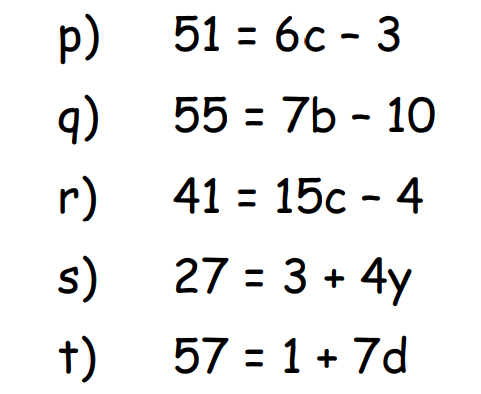 p) 51 = 6c - 3
q) 55 = 7b - 10
r) 41 = 15c - 4
s) 27 = 3 + 4y
t) 57 = 1 + 7d